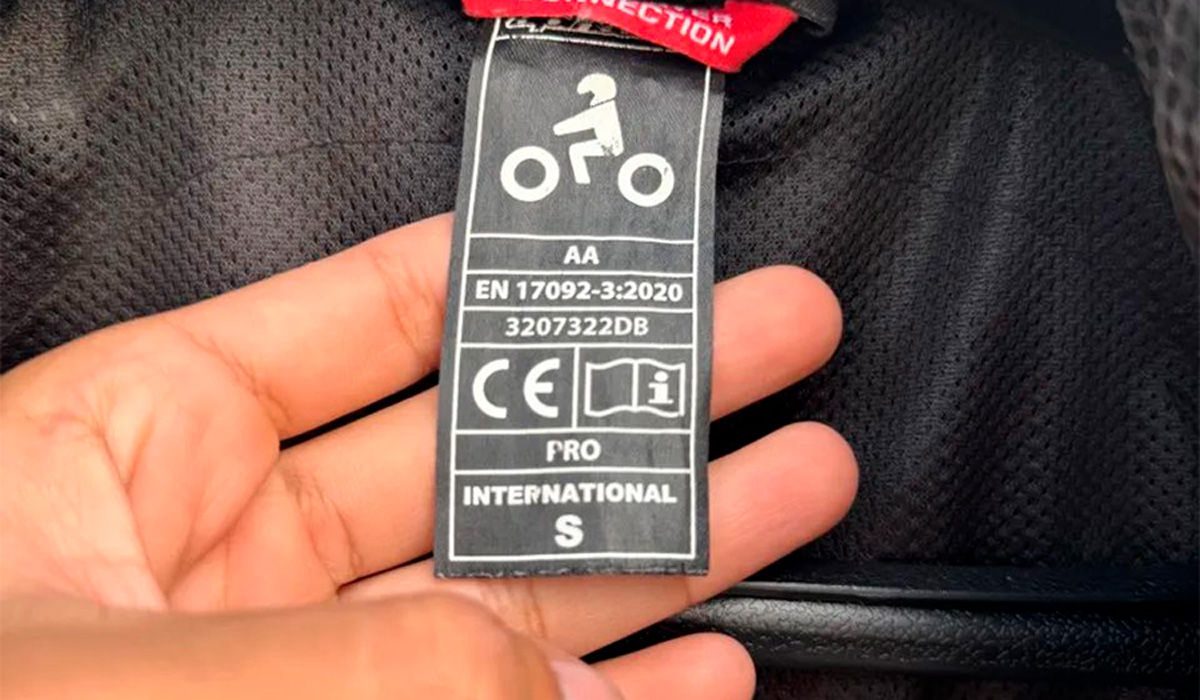 CONNECTION
AA
EN 17092-3:2020
3207322DB
CE
i
PRO
INTERNATIONAL
S